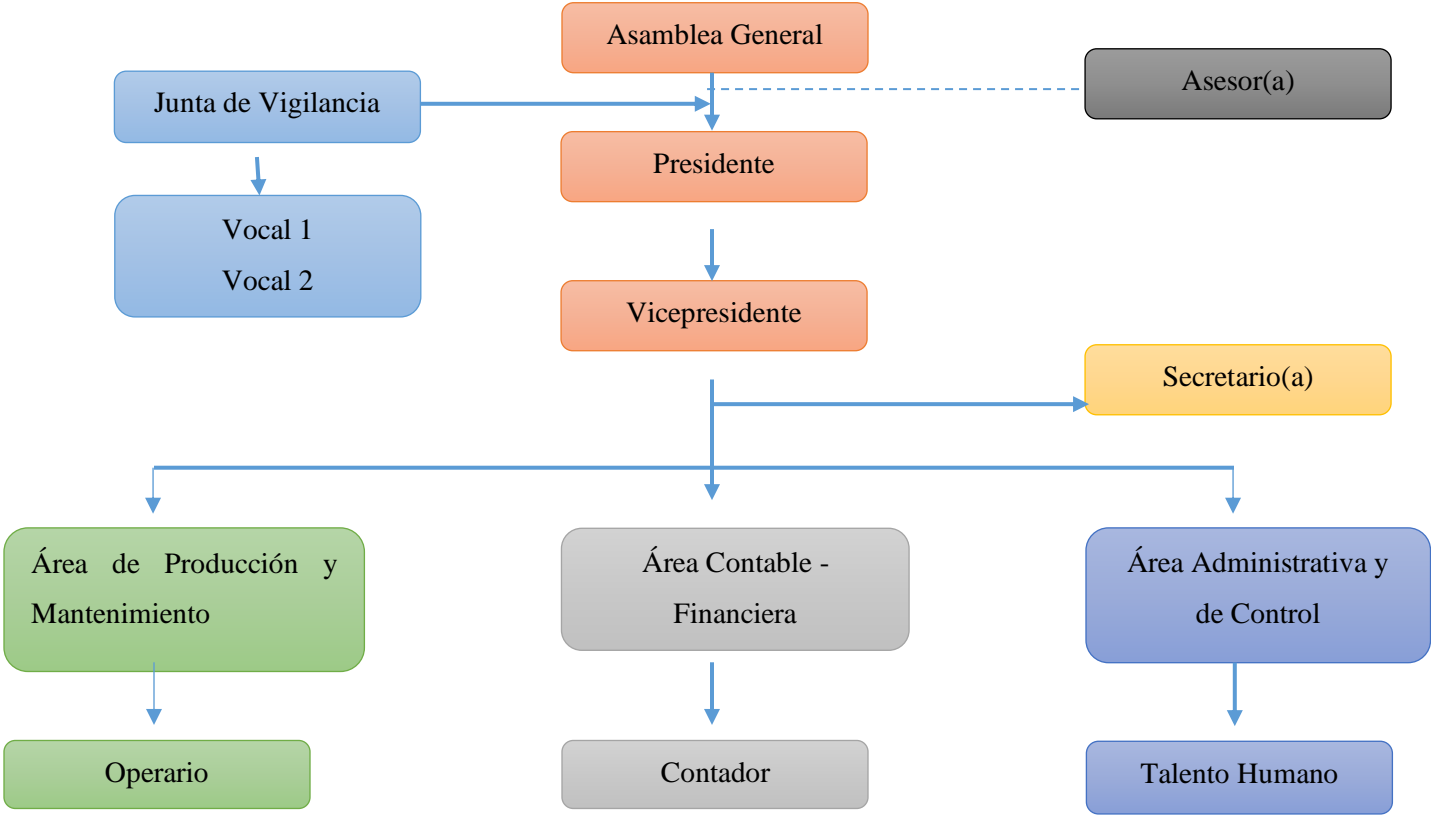 Asamblea General
Junta de Vigilancia
Asesor(a)
Presidente
Vocal 1
Vocal 2
Vicepresidente
Secretario(a)
Área de Producción y
Mantenimiento
Área Contable -
Financiera
Área Administrativa y
de Control
Operario
Contador
Talento Humano